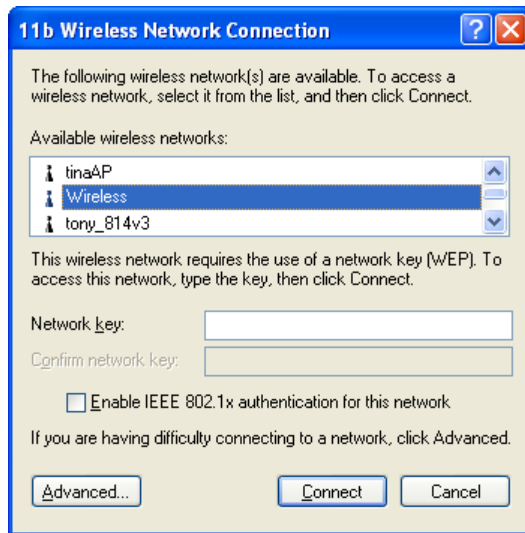 11b Wireless Network Connection
The following wireless network(s) are available. To access a
wireless network, select it from the list, and then click Connect.
Available wireless networks:
tinaAP
Wireless
tony_814v3
This wireless network requires the use of a network key (WEP). To
access this network, type the key, then click Connect.
Network key:
Confirm network key:
Enable IEEE 802.1x authentication for this network
If you are having difficulty connecting to a network, click Advanced.
Advanced... Connect Cancel